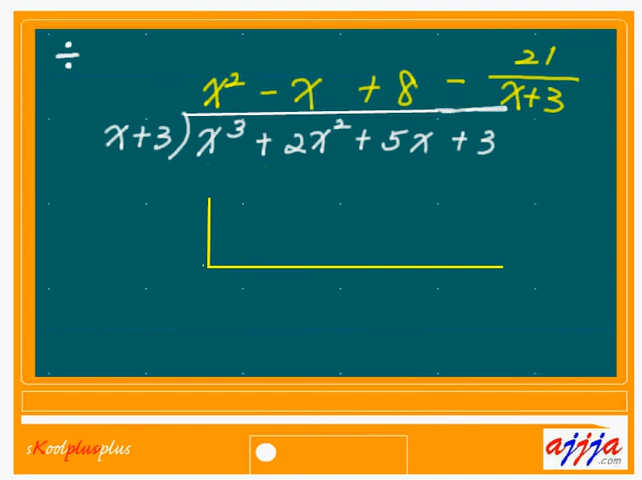 ÷
x² - x + 8 - 21/(x+3)
x+3)x³ + 2x² + 5x + 3
sKoolplusplus
ajjja
.com